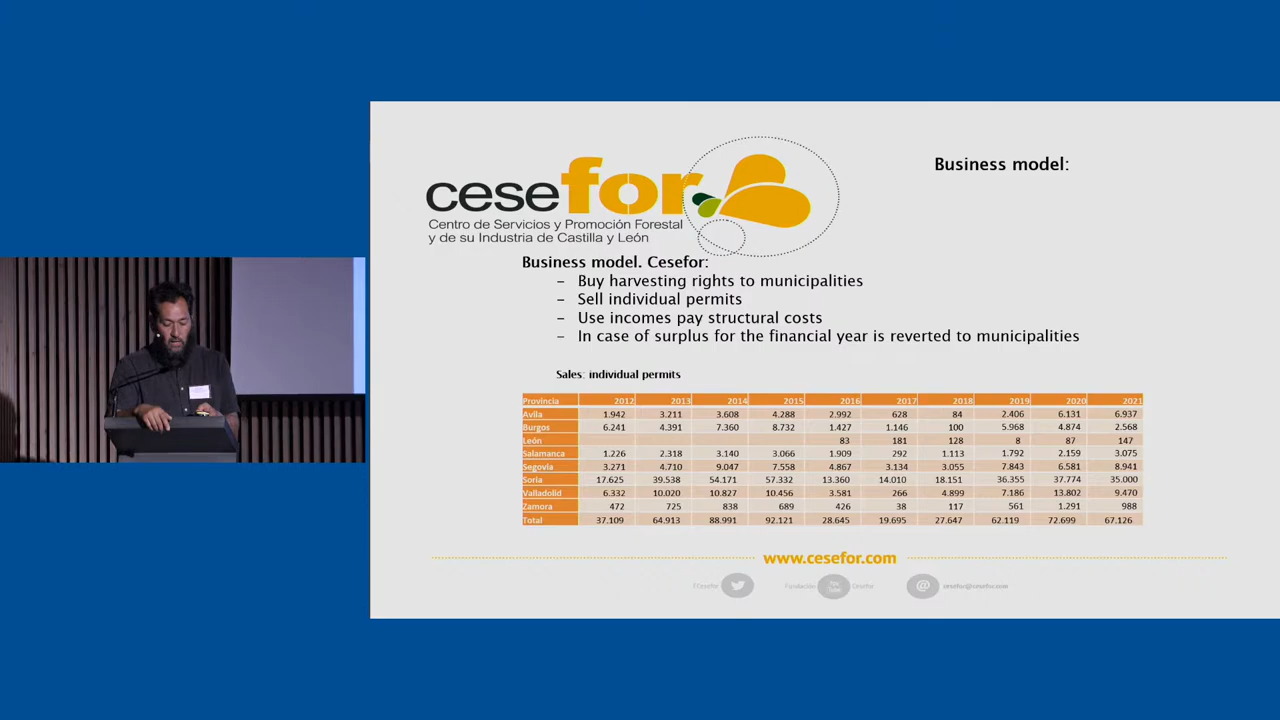 cesefor
Centro de Servicios y Promoción Forestal
y de su Industria de Castilla y León
Business model:
Business model. Cesefor:
- Buy harvesting rights to municipalities
- Sell individual permits
- Use incomes pay structural costs
- In case of surplus for the financial year is reverted to municipalities
Sales: individual permits
Provincia 2012 2013 2014 2015 2016 2017 2018 2019 2020 2021
Avila 1.942 3.211 3.608 4.288 2.992 628 84 2.406 6.131 6.937
Burgos 6.241 4.391 7.360 8.732 1.427 1.146 100 5.968 4.874 2.568
León 83 181 128 8 87 147
Salamanca 1.226 2.318 3.140 3.066 1.909 292 1.113 1.792 2.159 3.075
Segovia 3.271 4.710 9.047 7.558 4.867 3.134 3.055 7.843 6.581 8.941
Soria 17.625 39.538 54.171 57.332 13.360 14.010 18.151 36.355 37.774 35.000
Valladolid 6.332 10.020 10.827 10.456 3.581 266 4.899 7.186 13.802 9.470
Zamora 472 725 838 689 426 38 117 561 1.291 988
Total 37.109 64.913 88.991 92.121 28.645 19.695 27.647 62.119 72.699 67.126
www.cesefor.com
Fundación You Tube Cesefor @ cesefor@cesefor.com